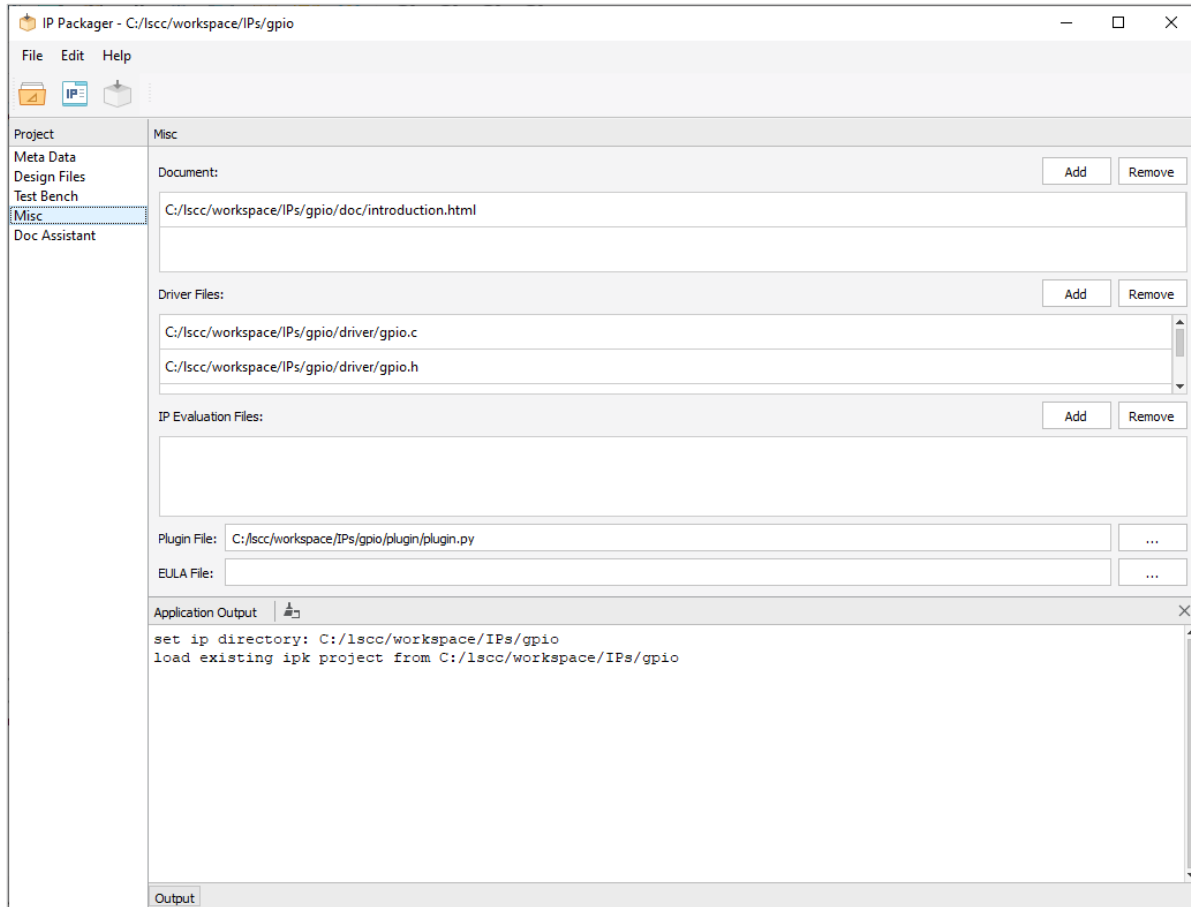 IP Packager - C:/lscc/workspace/IPs/gpio
File Edit Help
IP
Project
Misc
Meta Data
Design Files
Test Bench
Misc
Doc Assistant
Document:
Add
Remove
C:/lscc/workspace/IPs/gpio/doc/introduction.html
Driver Files:
Add
Remove
C:/lscc/workspace/IPs/gpio/driver/gpio.c
C:/lscc/workspace/IPs/gpio/driver/gpio.h
IP Evaluation Files:
Add
Remove
Plugin File: C:/lscc/workspace/IPs/gpio/plugin/plugin.py ...
EULA File: ...
Application Output
set ip directory: C:/lscc/workspace/IPs/gpio
load existing ipk project from C:/lscc/workspace/IPs/gpio
Output